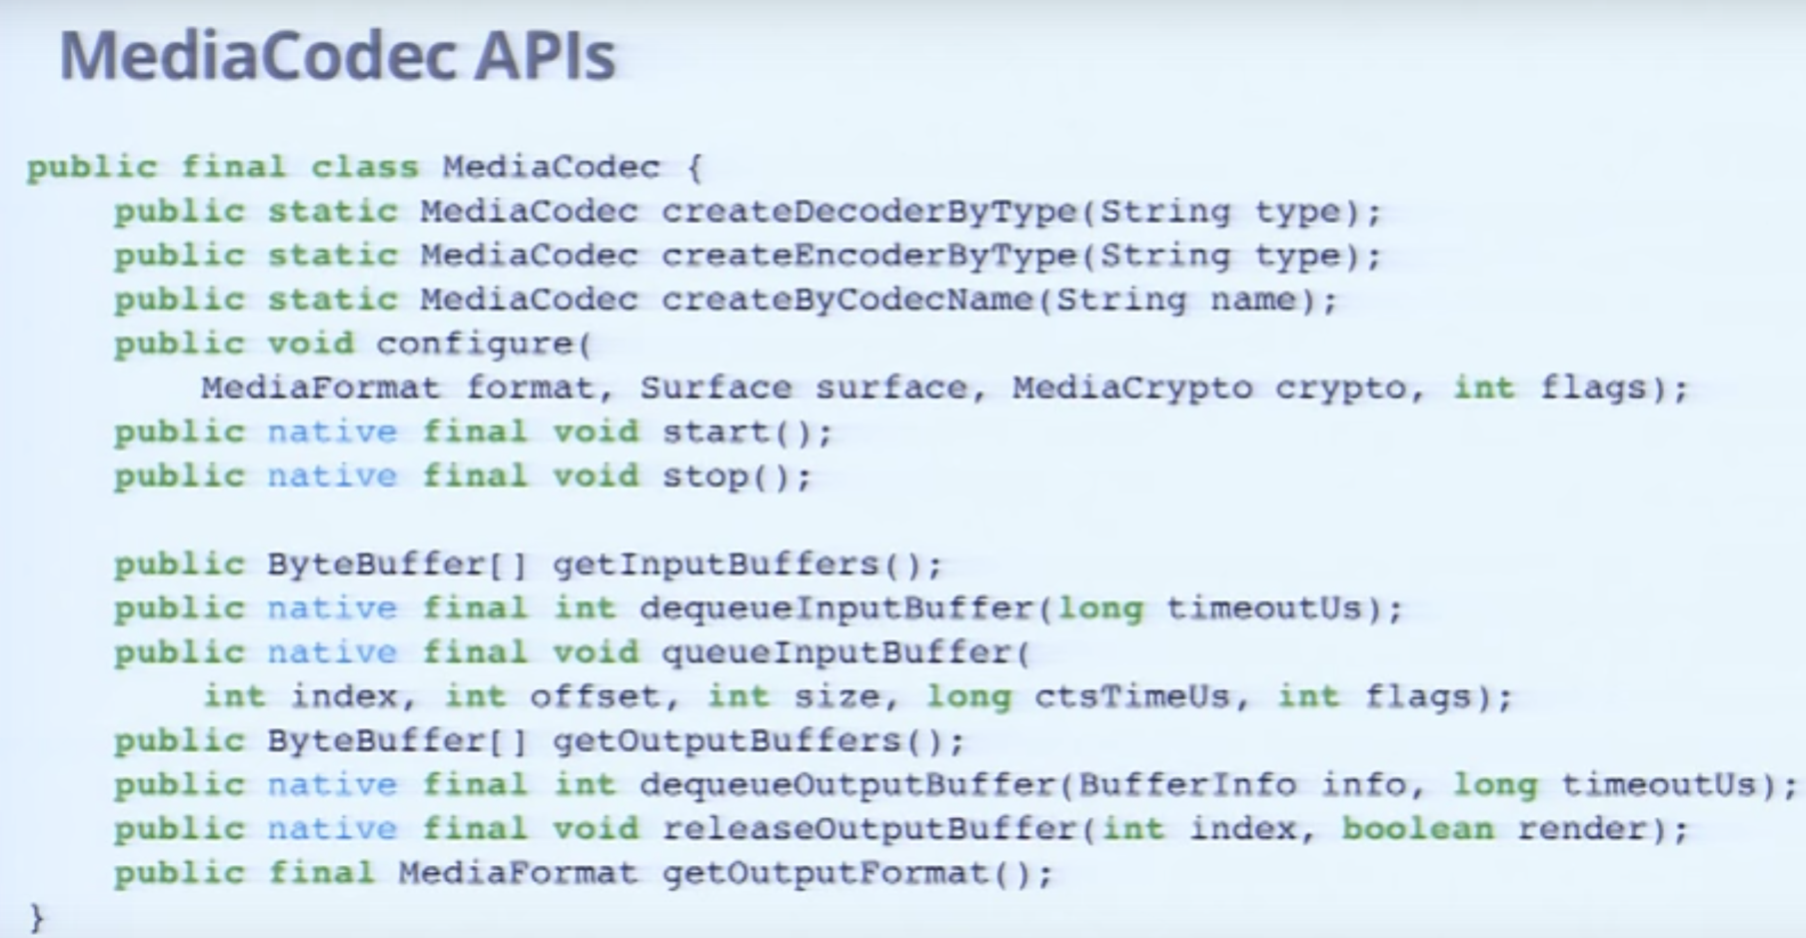 MediaCodec APIs
public final class MediaCodec {
public static MediaCodec createDecoderByType(String type);
public static MediaCodec createEncoderByType(String type);
public static MediaCodec createByCodecName(String name);
public void configure(
MediaFormat format, Surface surface, MediaCrypto crypto, int flags);
public native final void start();
public native final void stop();
public ByteBuffer[] getInputBuffers();
public native final int dequeueInputBuffer(long timeoutUs);
public native final void queueInputBuffer(
int index, int offset, int size, long ctsTimeUs, int flags);
public ByteBuffer[] getOutputBuffers();
public native final int dequeueOutputBuffer(BufferInfo info, long timeoutUs);
public native final void releaseOutputBuffer(int index, boolean render);
public final MediaFormat getOutputFormat();
}